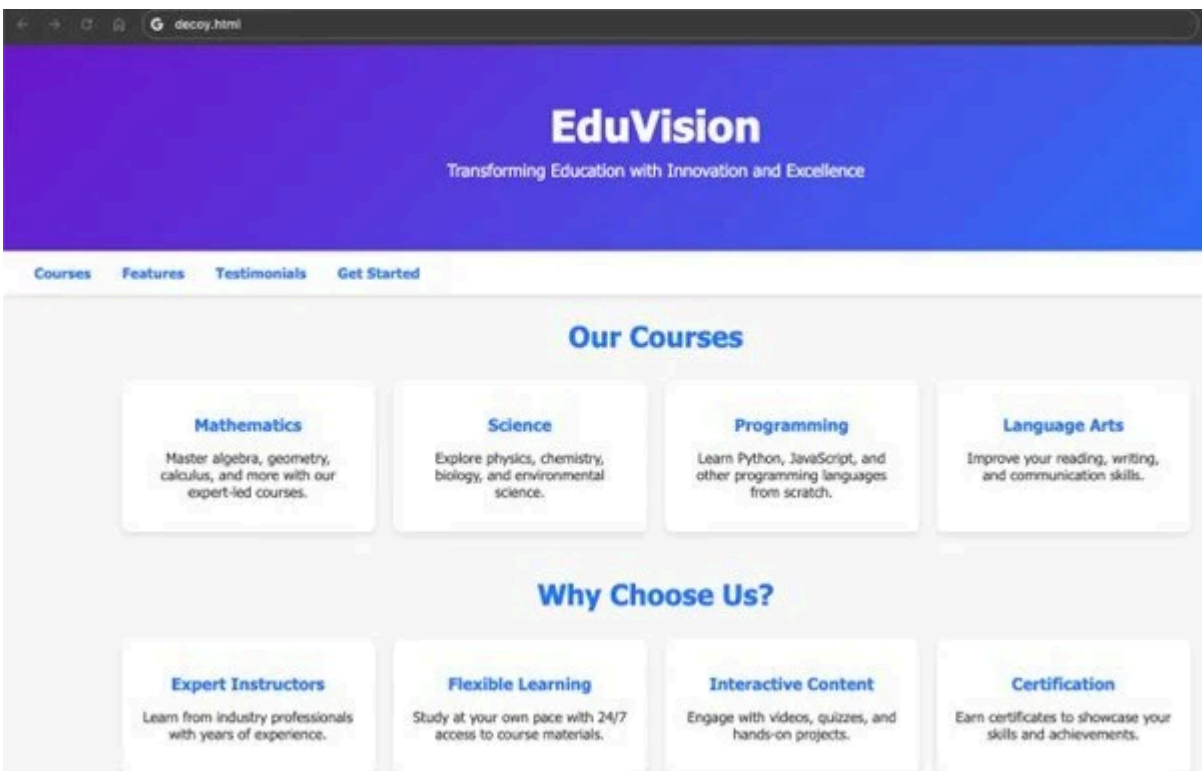 decoy.html
EduVision
Transforming Education with Innovation and Excellence
Courses Features Testimonials Get Started
Our Courses
Mathematics
Master algebra, geometry,
calculus, and more with our
expert-led courses.
Science
Explore physics, chemistry,
biology, and environmental
science.
Programming
Learn Python, JavaScript, and
other programming languages
from scratch.
Language Arts
Improve your reading, writing,
and communication skills.
Why Choose Us?
Expert Instructors
Learn from industry professionals
with years of experience.
Flexible Learning
Study at your own pace with 24/7
access to course materials.
Interactive Content
Engage with videos, quizzes, and
hands-on projects.
Certification
Earn certificates to showcase your
skills and achievements.